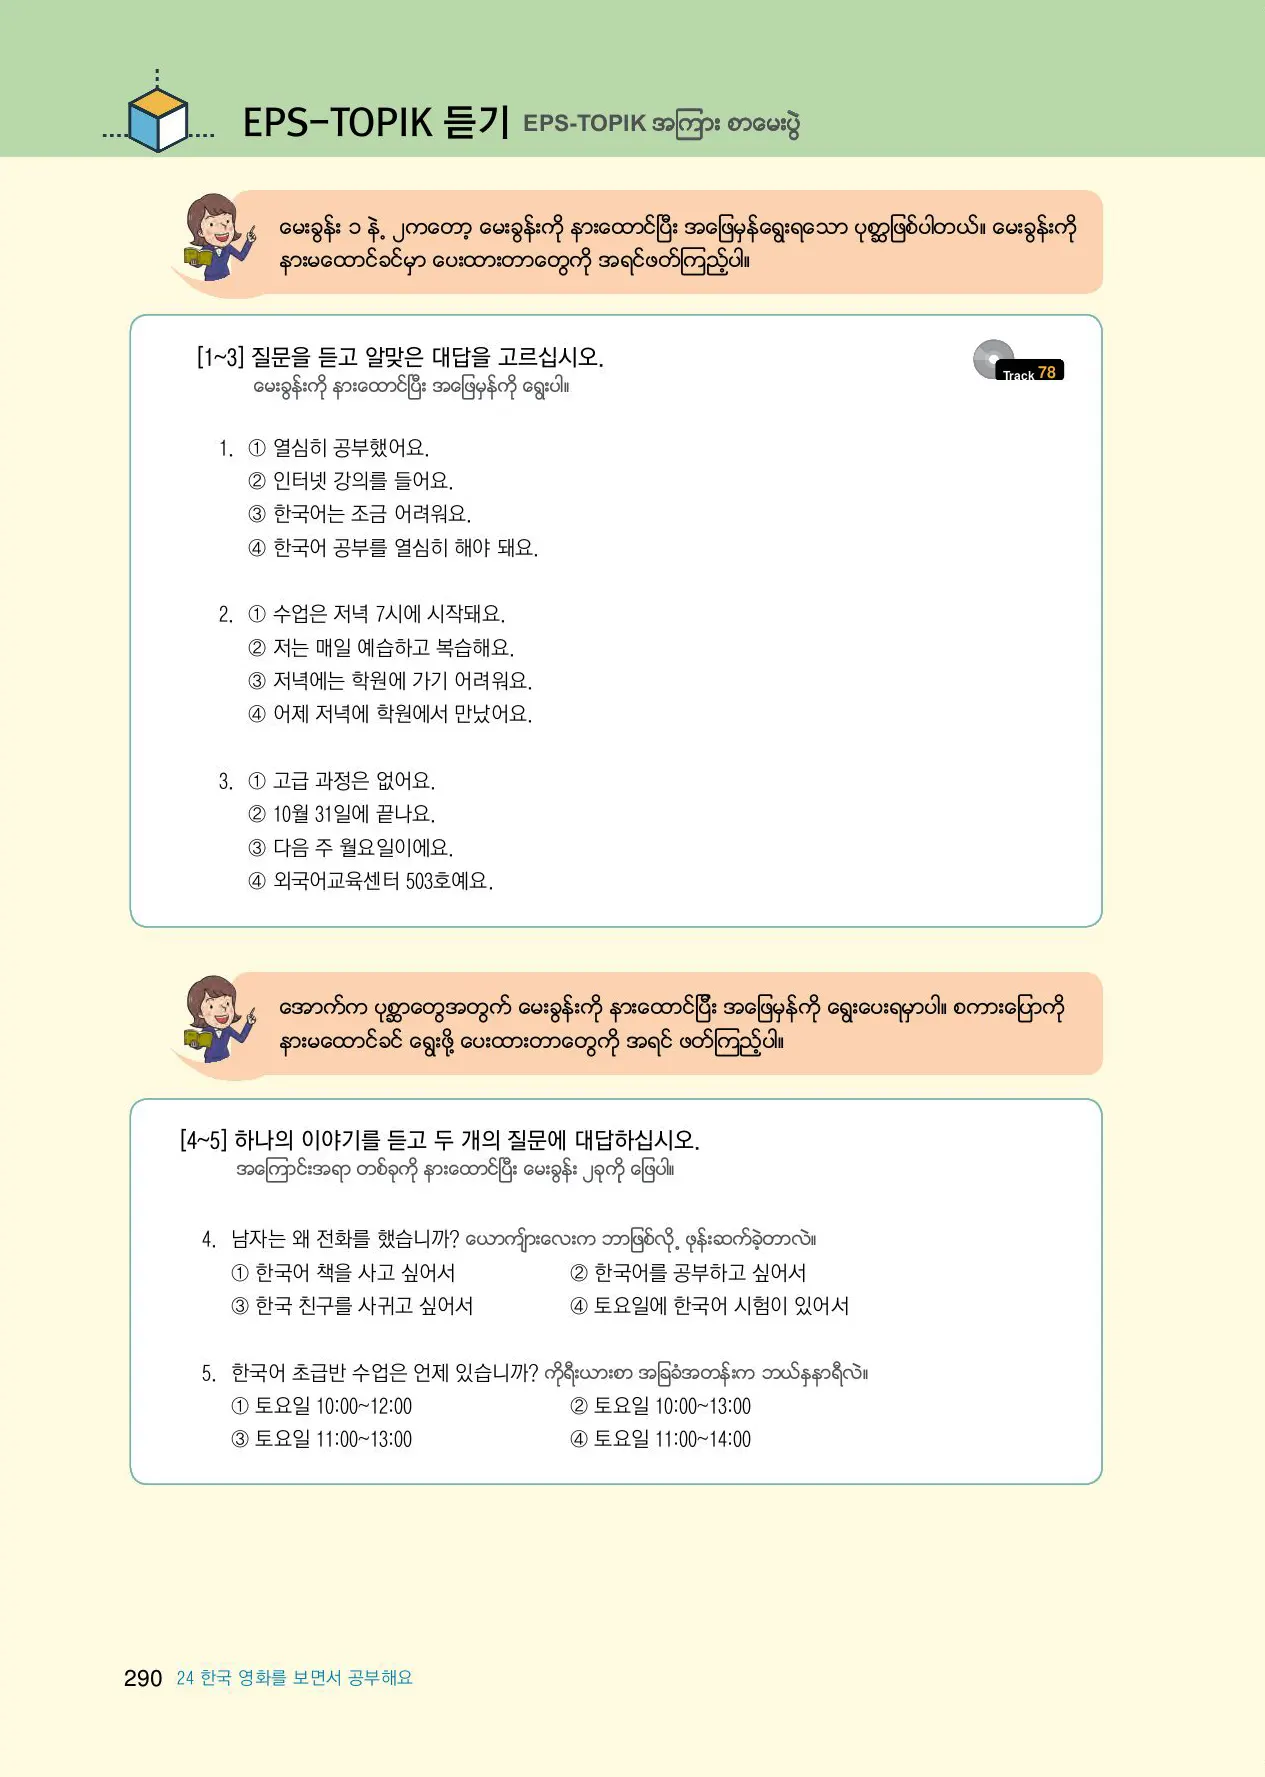 EPS-TOPIK 듣기 EPS-TOPIK အကြား စာမေးပွဲ
မေးခွန်း ၁ နဲ့ ၂ကတော့ မေးခွန်းကို နားထောင်ပြီး အဖြေမှန်ရွေးရသော ပုစ္ဆာဖြစ်ပါတယ်။ မေးခွန်းကို
နားမထောင်ခင်မှာ ပေးထားတာတွေကို အရင်ဖတ်ကြည့်ပါ။
[1~3] 질문을 듣고 알맞은 대답을 고르십시오.
မေးခွန်းကို နားထောင်ပြီး အဖြေမှန်ကို ရွေးပါ။
Track 78
1. ① 열심히 공부했어요.
② 인터넷 강의를 들어요.
③ 한국어는 조금 어려워요.
④ 한국어 공부를 열심히 해야 돼요.
2. ① 수업은 저녁 7시에 시작돼요.
② 저는 매일 예습하고 복습해요.
③ 저녁에는 학원에 가기 어려워요.
④ 어제 저녁에 학원에서 만났어요.
3. ① 고급 과정은 없어요.
② 10월 31일에 끝나요.
③ 다음 주 월요일이에요.
④ 외국어교육센터 503호예요.
အောက်က ပုစ္ဆာတွေအတွက် မေးခွန်းကို နားထောင်ပြီး အဖြေမှန်ကို ရွေးပေးရမှာပါ။ စကားပြောကို
နားမထောင်ခင် ရွေးဖို့ ပေးထားတာတွေကို အရင် ဖတ်ကြည့်ပါ။
[4~5] 하나의 이야기를 듣고 두 개의 질문에 대답하십시오.
အကြောင်းအရာ တစ်ခုကို နားထောင်ပြီး မေးခွန်း ၂ခုကို ဖြေပါ။
4. 남자는 왜 전화를 했습니까? ယောကျ်ားလေးက ဘာဖြစ်လို့ ဖုန်းဆက်ခဲ့တာလဲ။
① 한국어 책을 사고 싶어서 ② 한국어를 공부하고 싶어서
③ 한국 친구를 사귀고 싶어서 ④ 토요일에 한국어 시험이 있어서
5. 한국어 초급반 수업은 언제 있습니까? ကိုရီးယားစာ အခြေခံအတန်းက ဘယ်နှနာရီလဲ။
① 토요일 10:00~12:00 ② 토요일 10:00~13:00
③ 토요일 11:00~13:00 ④ 토요일 11:00~14:00
290 24 한국 영화를 보면서 공부해요